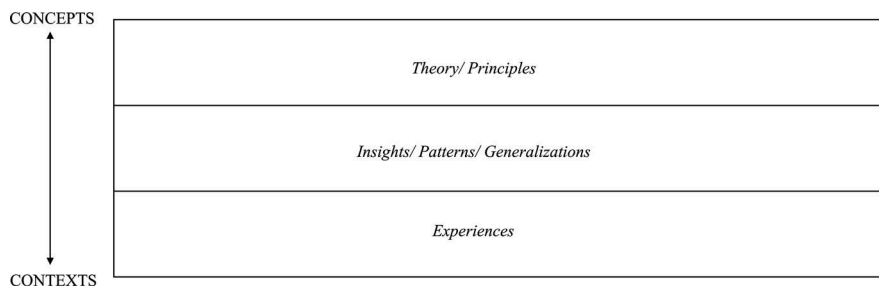 CONCEPTS
Theory/ Principles
Insights/ Patterns/ Generalizations
Experiences
CONTEXTS